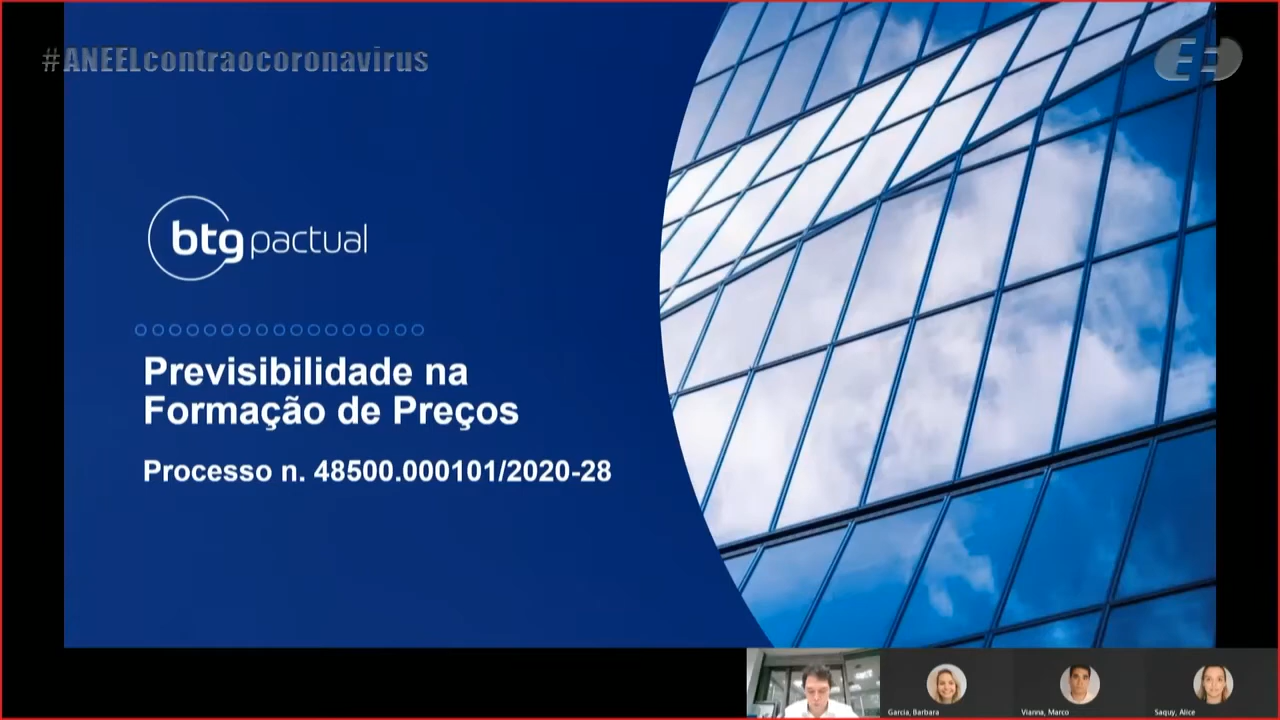 #ANEELcontraocoronavirus
btg pactual
Previsibilidade na
Formação de Preços
Processo n. 48500.000101/2020-28
Garcia, Barbara
Vianna, Marco
Saquy, Alice